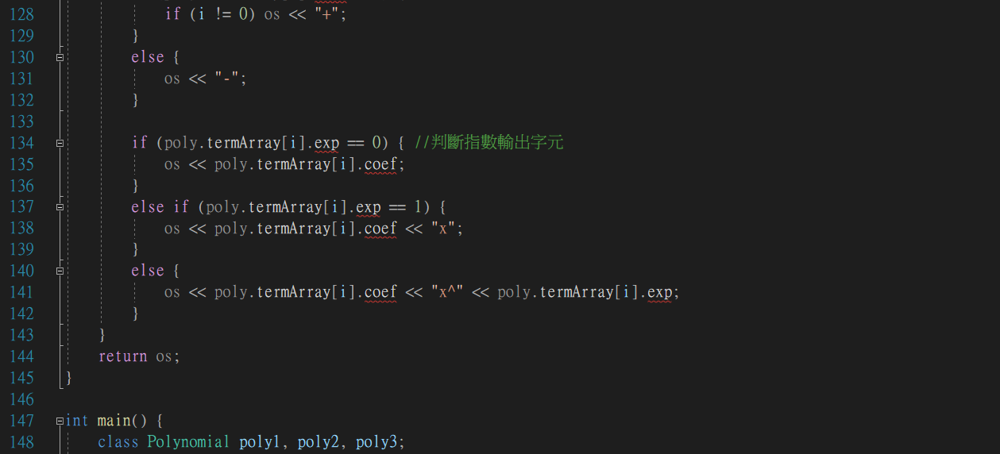 128 if (i != 0) os << "+";
129 }
130 else {
131 os << "-";
132 }
133
134 if (poly.termArray[i].exp == 0) { //判斷指數輸出字元
135 os << poly.termArray[i].coef;
136 }
137 else if (poly.termArray[i].exp == 1) {
138 os << poly.termArray[i].coef << "x";
139 }
140 else {
141 os << poly.termArray[i].coef << "x^" << poly.termArray[i].exp;
142 }
143 }
144 return os;
145 }
146
147 int main() {
148 class Polynomial poly1, poly2, poly3;